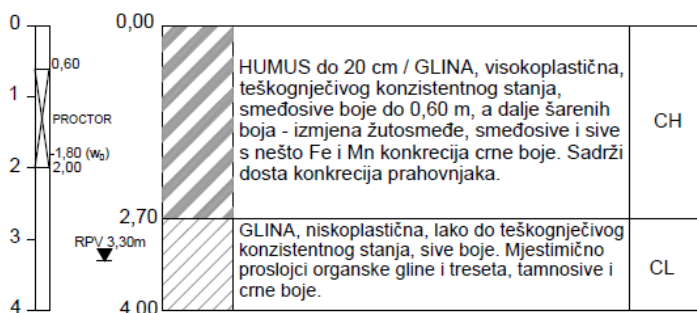 0
0,00
0,60
1
PROCTOR
-1,80 (w₀)
2
2,00
HUMUS do 20 cm / GLINA, visokoplastična,
teškognječivog konzistentnog stanja,
smeđosive boje do 0,60 m, a dalje šarenih
boja - izmjena žutosmeđe, smeđosive i sive
s nešto Fe i Mn konkrecija crne boje. Sadrži
dosta konkrecija prahovnjaka.
CH
2,70
3
RPV 3,30m
GLINA, niskoplastična, lako do teškognječivog
konzistentnog stanja, sive boje. Mjestimično
proslojci organske gline i treseta, tamnosive i
crne boje.
CL
4
4,00